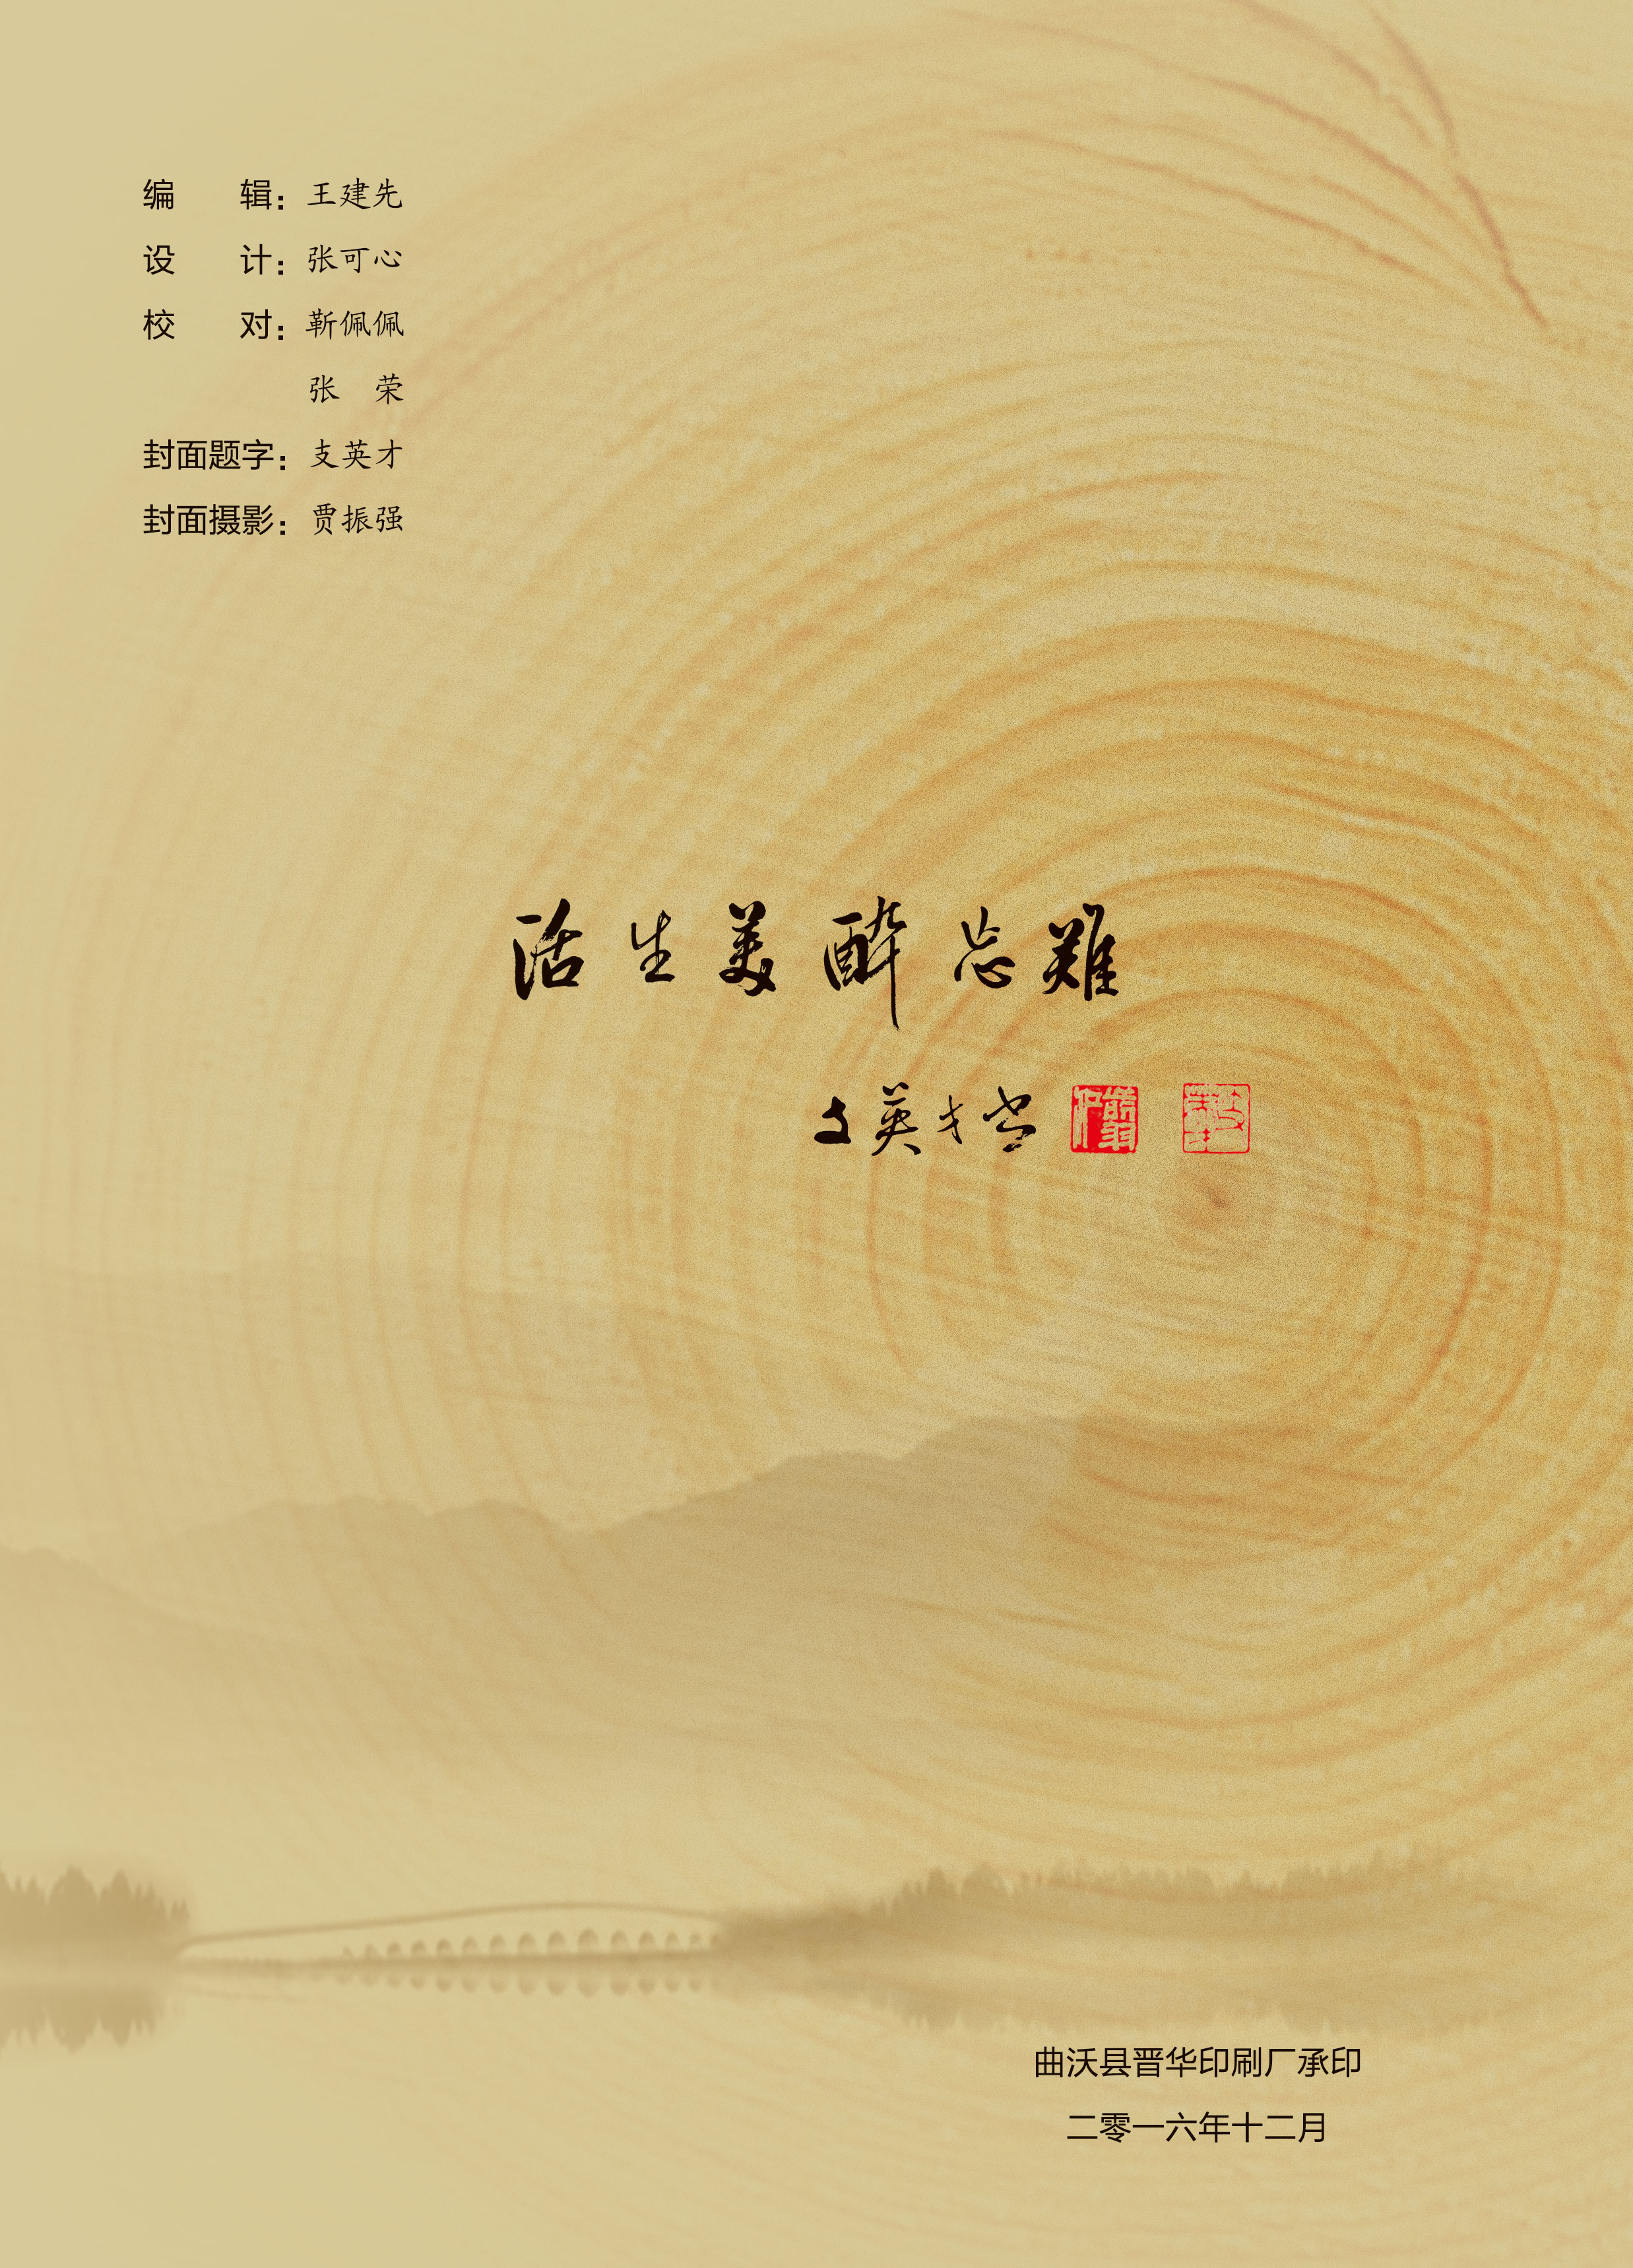 编　辑：王建先
设　计：张可心
校　对：靳佩佩
张　荣
封面题字：支英才
封面摄影：贾振强
難忘醉美生活
支英才书
曲沃县晋华印刷厂承印
二零一六年十二月